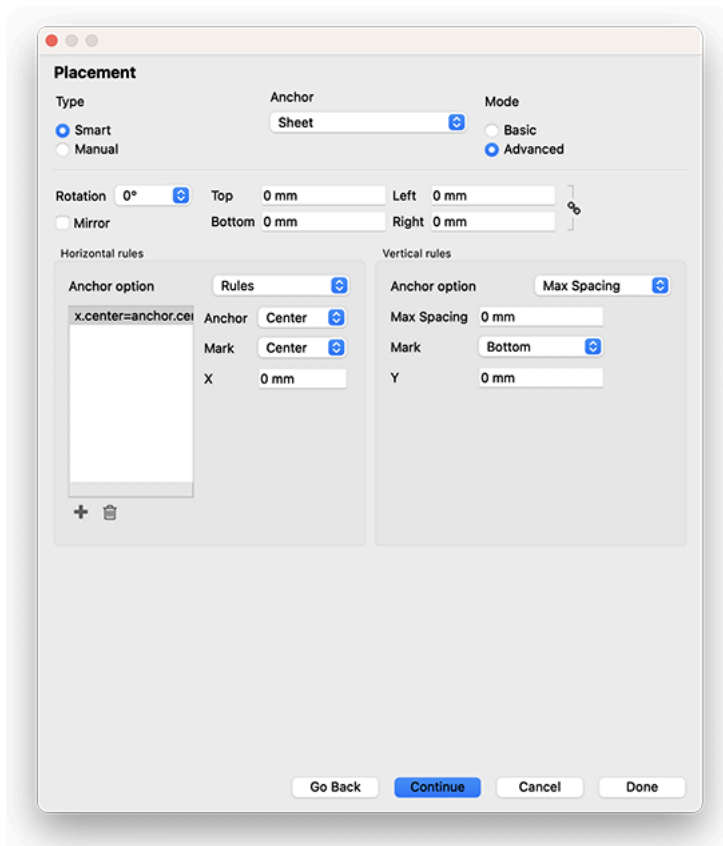 Placement
Type
Anchor
Mode
Smart
Sheet
Basic
Manual
Advanced
Rotation 0° Top 0 mm Left 0 mm
Mirror Bottom 0 mm Right 0 mm
Horizontal rules
Vertical rules
Anchor option Rules
Anchor option Max Spacing
x.center=anchor.cei
Anchor Center
Max Spacing 0 mm
Mark Center
Mark Bottom
X 0 mm
Y 0 mm
Go Back Continue Cancel Done